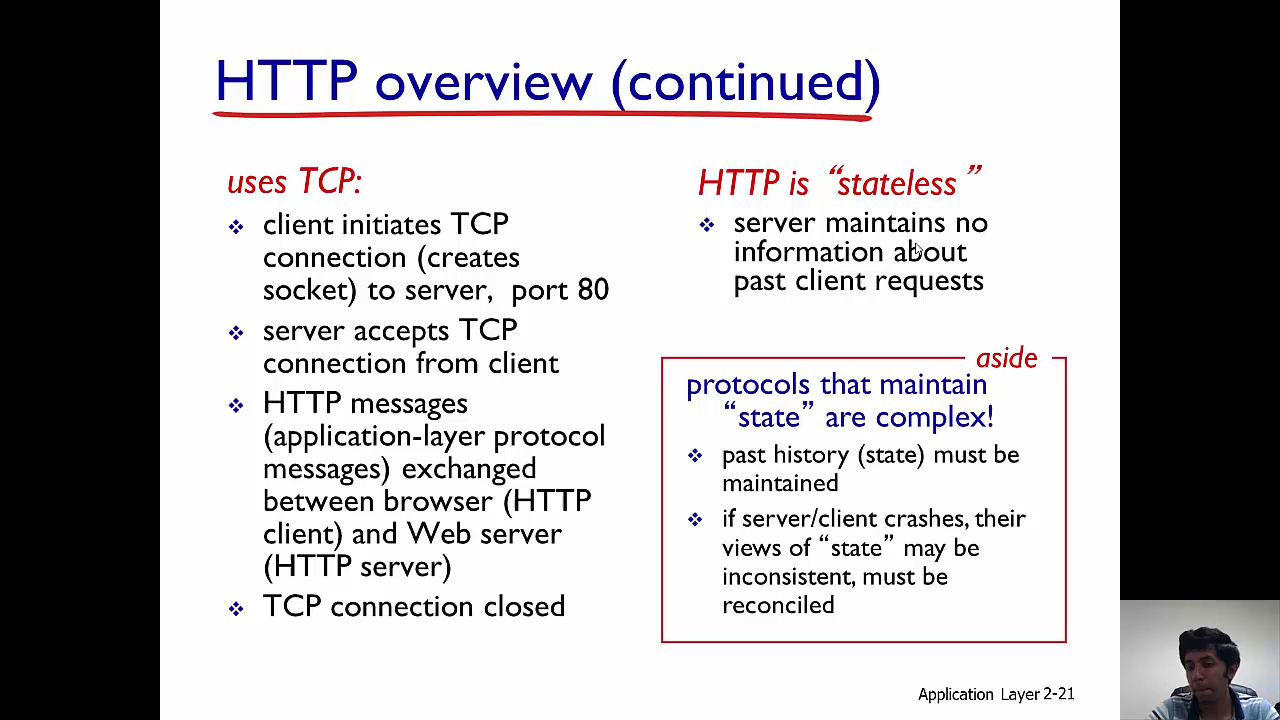 HTTP overview (continued)
uses TCP:
❖ client initiates TCP
connection (creates
socket) to server, port 80
❖ server accepts TCP
connection from client
❖ HTTP messages
(application-layer protocol
messages) exchanged
between browser (HTTP
client) and Web server
(HTTP server)
❖ TCP connection closed
HTTP is “stateless”
❖ server maintains no
information about
past client requests
aside
protocols that maintain
“state” are complex!
❖ past history (state) must be
maintained
❖ if server/client crashes, their
views of “state” may be
inconsistent, must be
reconciled
Application Layer 2-21